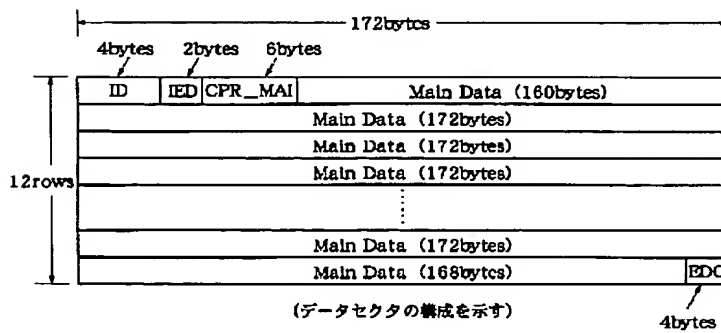 172bytes
4bytes 2bytes 6bytes
ID IED CPR_MAI Main Data (160bytes)
Main Data (172bytes)
Main Data (172bytes)
12rows
Main Data (172bytes)
Main Data (172bytes)
Main Data (168bytes) EDC
(データセクタの構成を示す)
4bytes